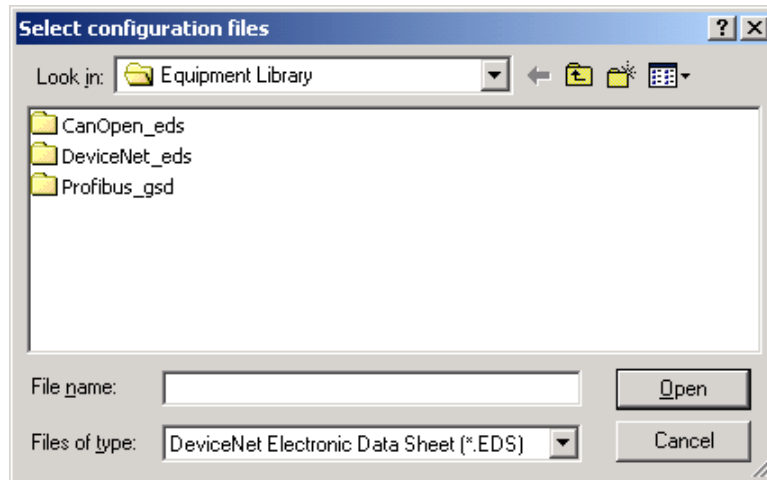 Select configuration files
Look in: Equipment Library
CanOpen_eds
DeviceNet_eds
Profibus_gsd
File name: Open
Files of type: DeviceNet Electronic Data Sheet (*.EDS) Cancel